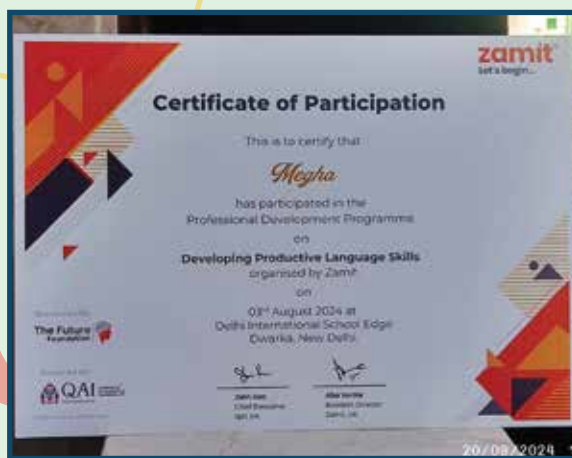 zamit
Let's begin...
Certificate of Participation
This is to certify that
Megha
has participated in the
Professional Development Programme
on
Developing Productive Language Skills
organised by Zamit
on
03rd August 2024 at
Delhi International School Edge
Dwarka, New Delhi.
The Future
Foundation
QAI
20/09/2024